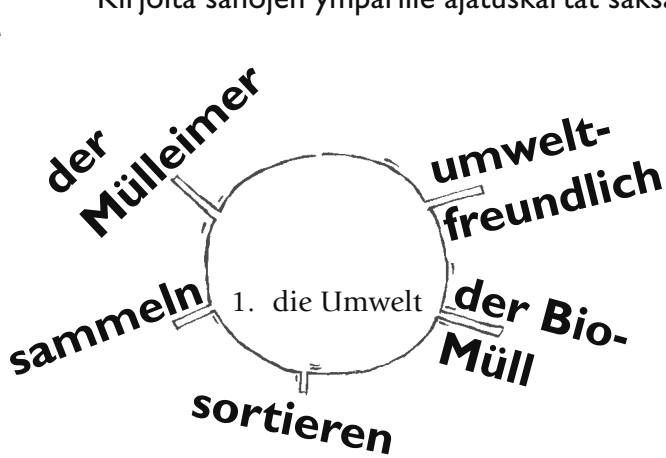 Kirjoita sanojen ympärille ajatuskartat saksa
der
Mülleimer
umwelt-
freundlich
sammeln
1. die Umwelt
der Bio-
Müll
sortieren